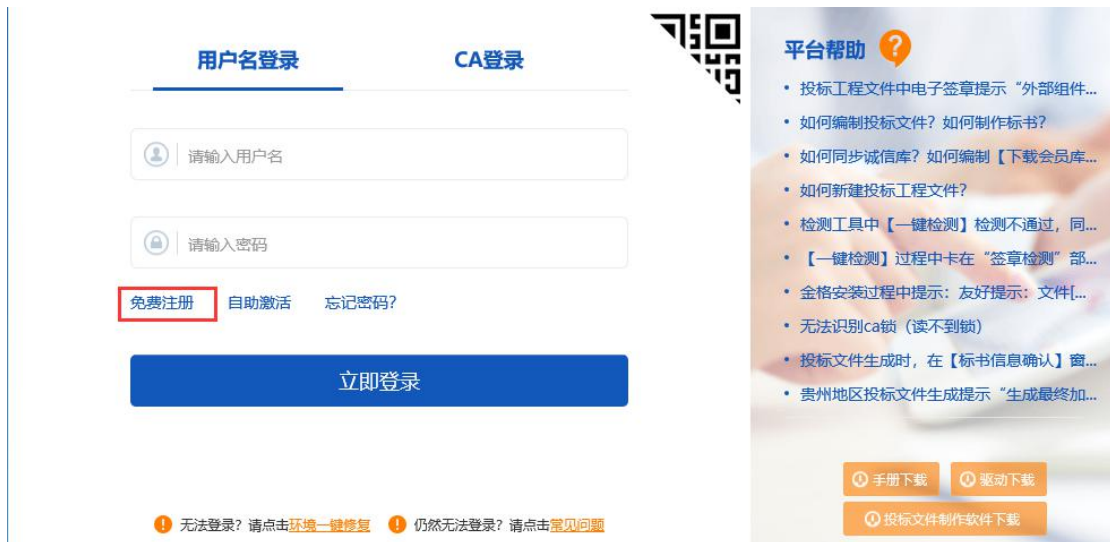 用户名登录
CA登录
请输入用户名
请输入密码
免费注册 自助激活 忘记密码?
立即登录
无法登录?请点击环境一键修复 仍然无法登录?请点击常见问题
平台帮助
• 投标工程文件中电子签章提示“外部组件...
• 如何编制投标文件?如何制作标书?
• 如何同步诚信库?如何编制【下载会员库...
• 如何新建投标工程文件?
• 检测工具中【一键检测】检测不通过,同...
• 【一键检测】过程中卡在“签章检测”部...
• 金格安装过程中提示:友好提示:文件[...
• 无法识别ca锁(读不到锁)
• 投标文件生成时,在【标书信息确认】窗...
• 贵州地区投标文件生成提示“生成最终加...
手册下载 驱动下载
投标文件制作软件下载